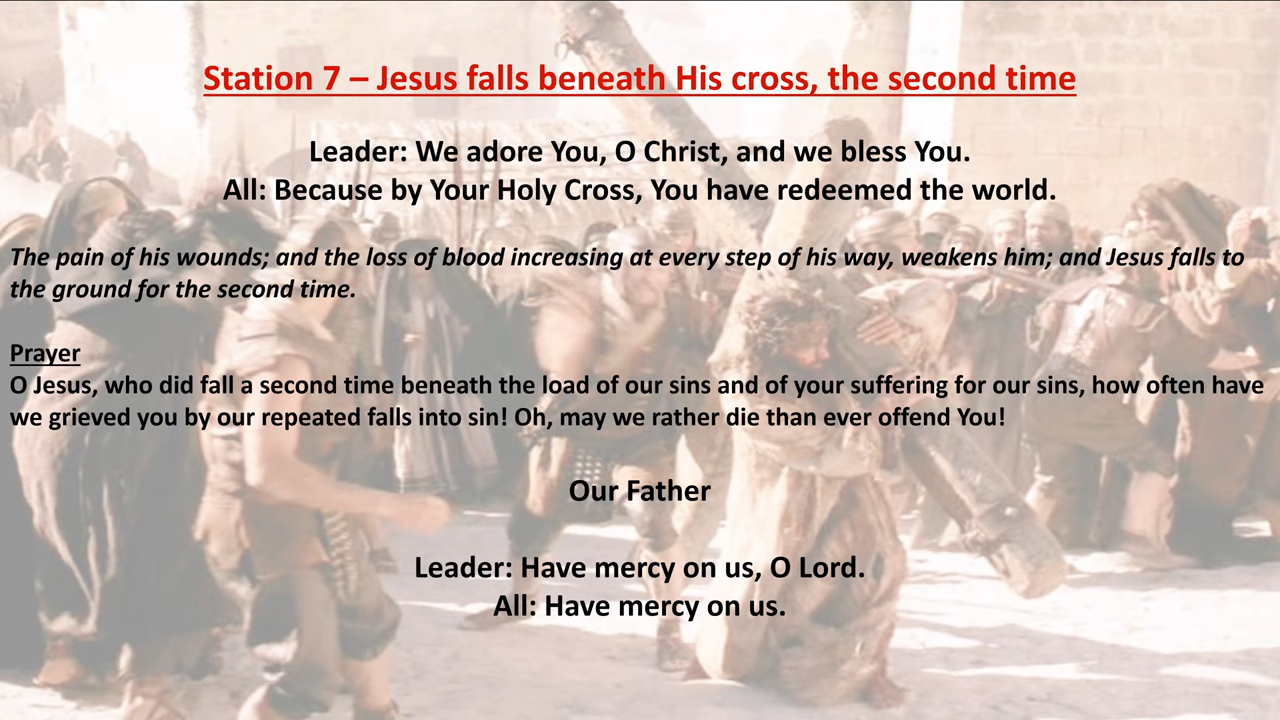 Station 7 – Jesus falls beneath His cross, the second time
Leader: We adore You, O Christ, and we bless You.
All: Because by Your Holy Cross, You have redeemed the world.
The pain of his wounds; and the loss of blood increasing at every step of his way, weakens him; and Jesus falls to
the ground for the second time.
Prayer
O Jesus, who did fall a second time beneath the load of our sins and of your suffering for our sins, how often have
we grieved you by our repeated falls into sin! Oh, may we rather die than ever offend You!
Our Father
Leader: Have mercy on us, O Lord.
All: Have mercy on us.